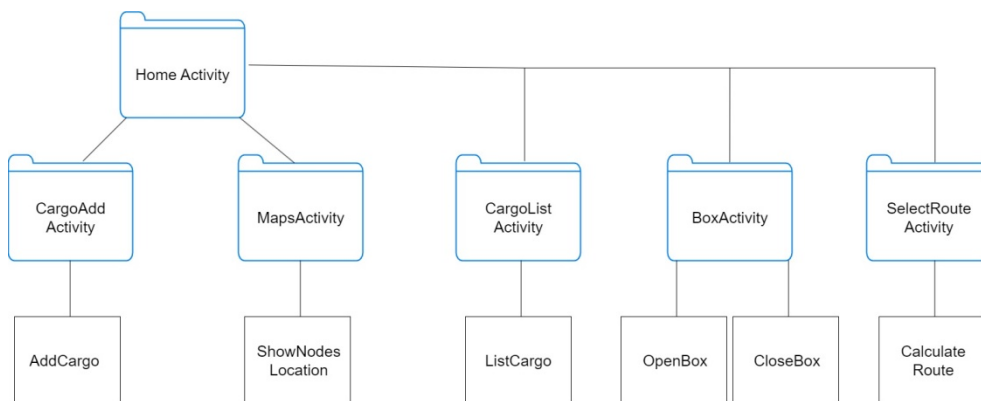 Home Activity
CargoAdd
Activity
MapsActivity
CargoList
Activity
BoxActivity
SelectRoute
Activity
AddCargo
ShowNodes
Location
ListCargo
OpenBox
CloseBox
Calculate
Route